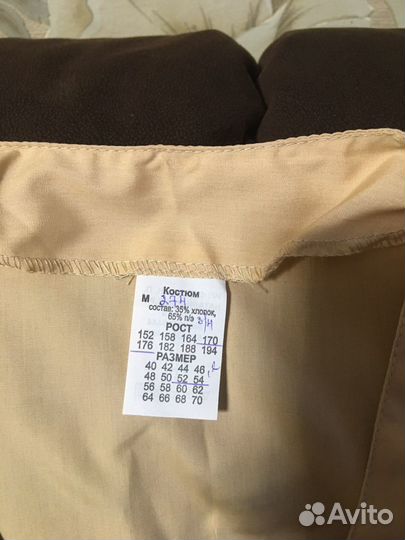 Костюм
М 27Н
состав: 35% хлопок,
65% п/э з/н
РОСТ
152 158 164 170
176 182 188 194
РАЗМЕР
40 42 44 46
48 50 52 54
56 58 60 62
64 66 68 70
Avito